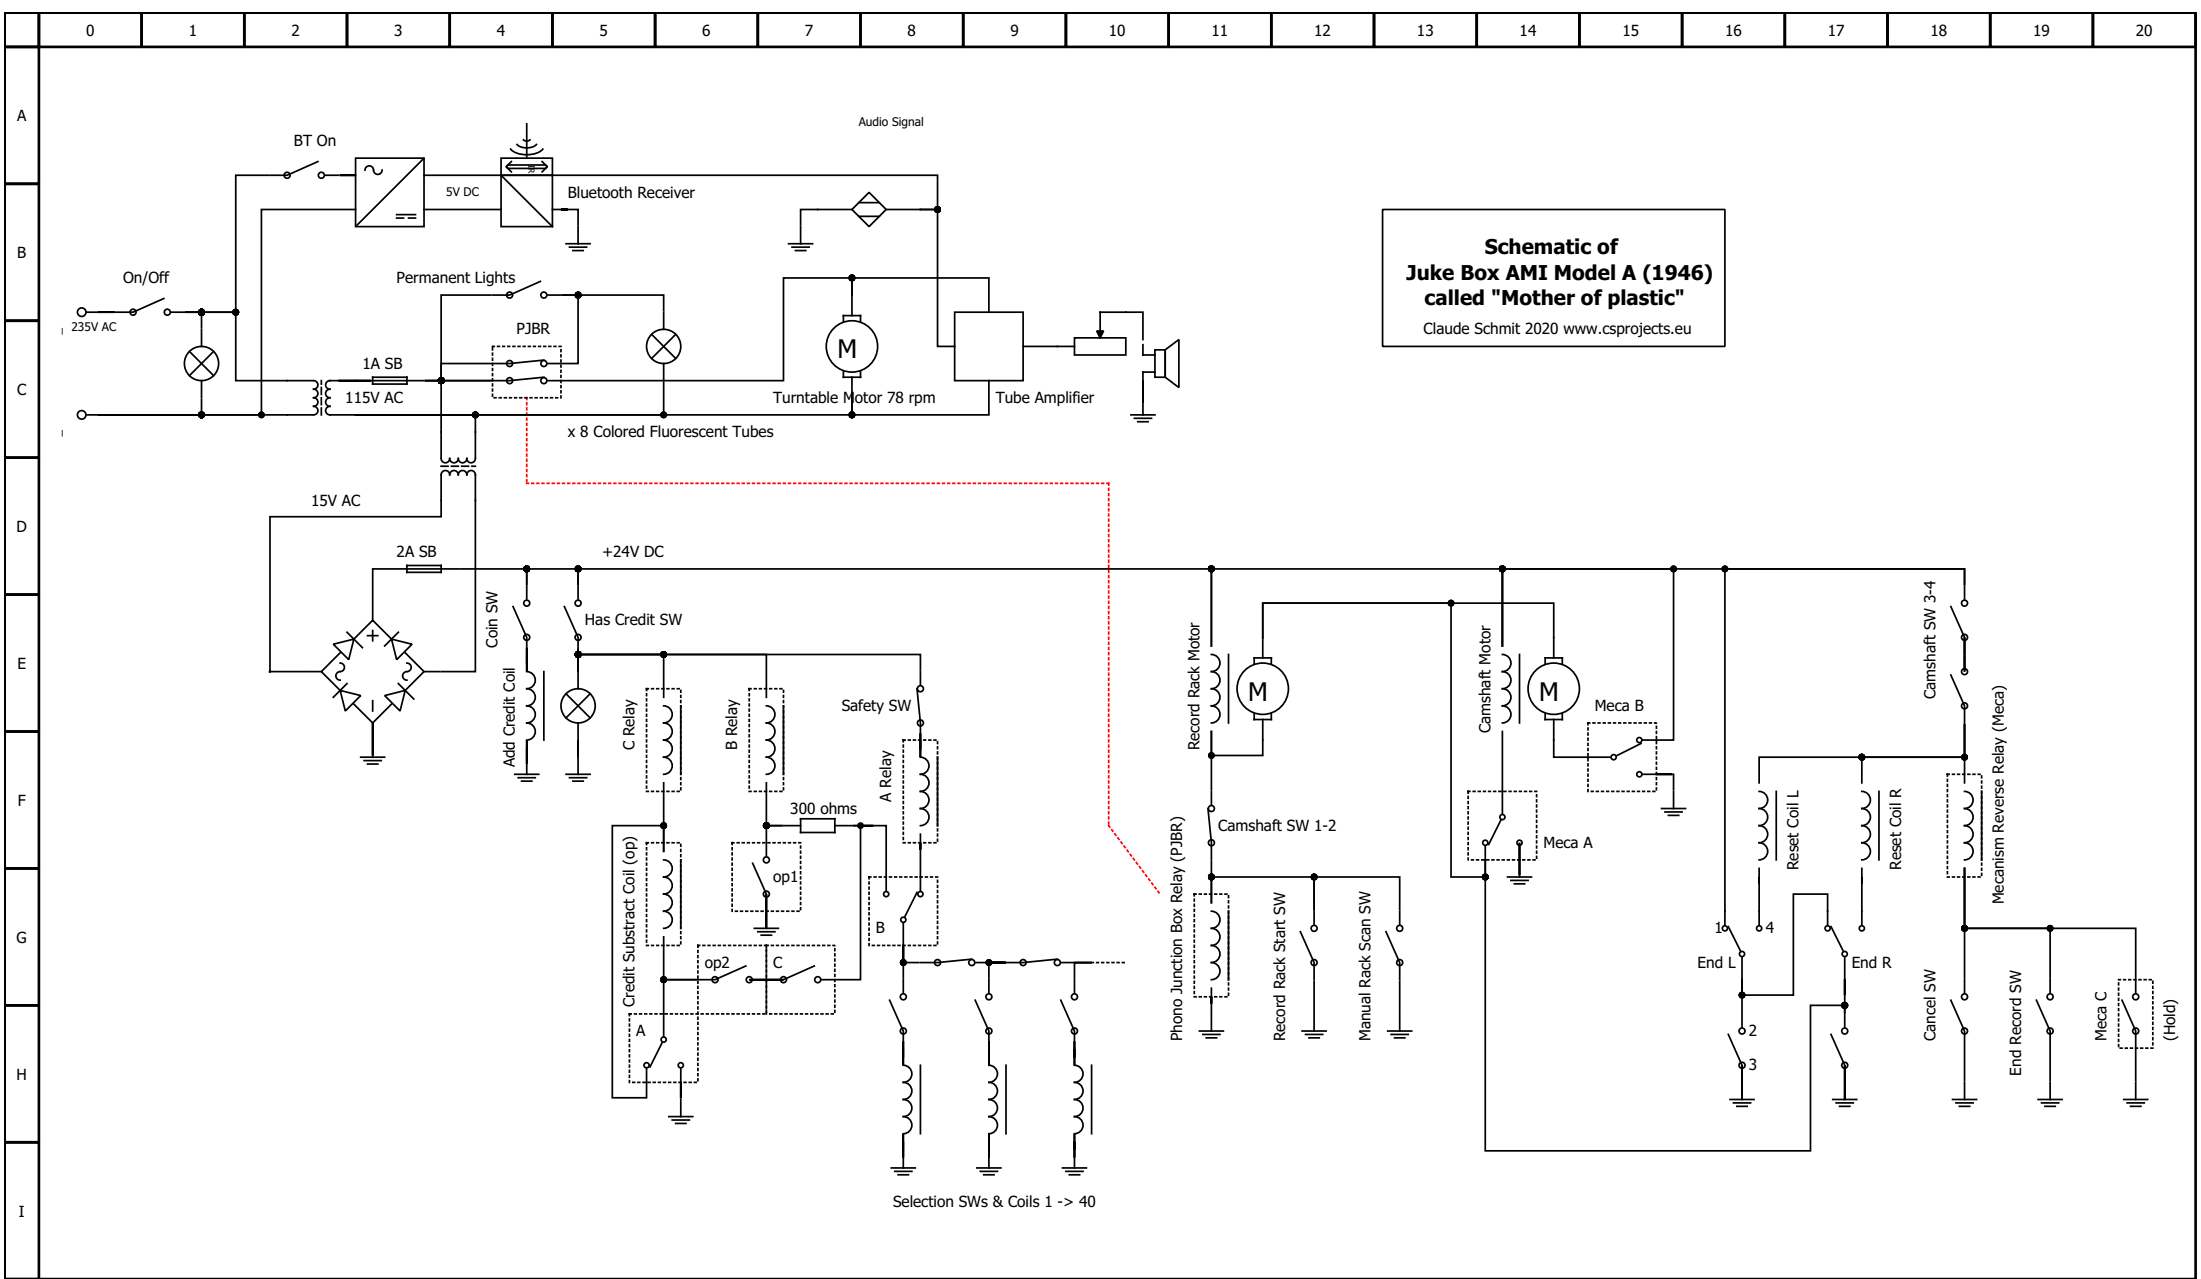 0 1 2 3 4 5 6 7 8 9 10 11 12 13 14 15 16 17 18 19 20
A
B
C
D
E
F
G
H
I
Audio Signal
BT On
5V DC
Bluetooth Receiver
Schematic of
Juke Box AMI Model A (1946)
called "Mother of plastic"
Claude Schmit 2020 www.csprojects.eu
On/Off
235V AC
Permanent Lights
PJBR
1A SB
115V AC
M
Turntable Motor 78 rpm
Tube Amplifier
x 8 Colored Fluorescent Tubes
15V AC
2A SB
+24V DC
Coin SW
Has Credit SW
Add Credit Coil
C Relay
B Relay
Safety SW
A Relay
300 ohms
Credit Substract Coil (op)
op1
op2
C
B
A
Selection SWs & Coils 1 -> 40
Record Rack Motor
M
Camshaft SW 1-2
Phono Junction Box Relay (PJBR)
Record Rack Start SW
Manual Rack Scan SW
Camshaft Motor
M
Meca B
Meca A
Camshaft SW 3-4
Mecanism Reverse Relay (Meca)
Reset Coil L
Reset Coil R
1
4
End L
End R
2
3
Cancel SW
End Record SW
Meca C
(Hold)